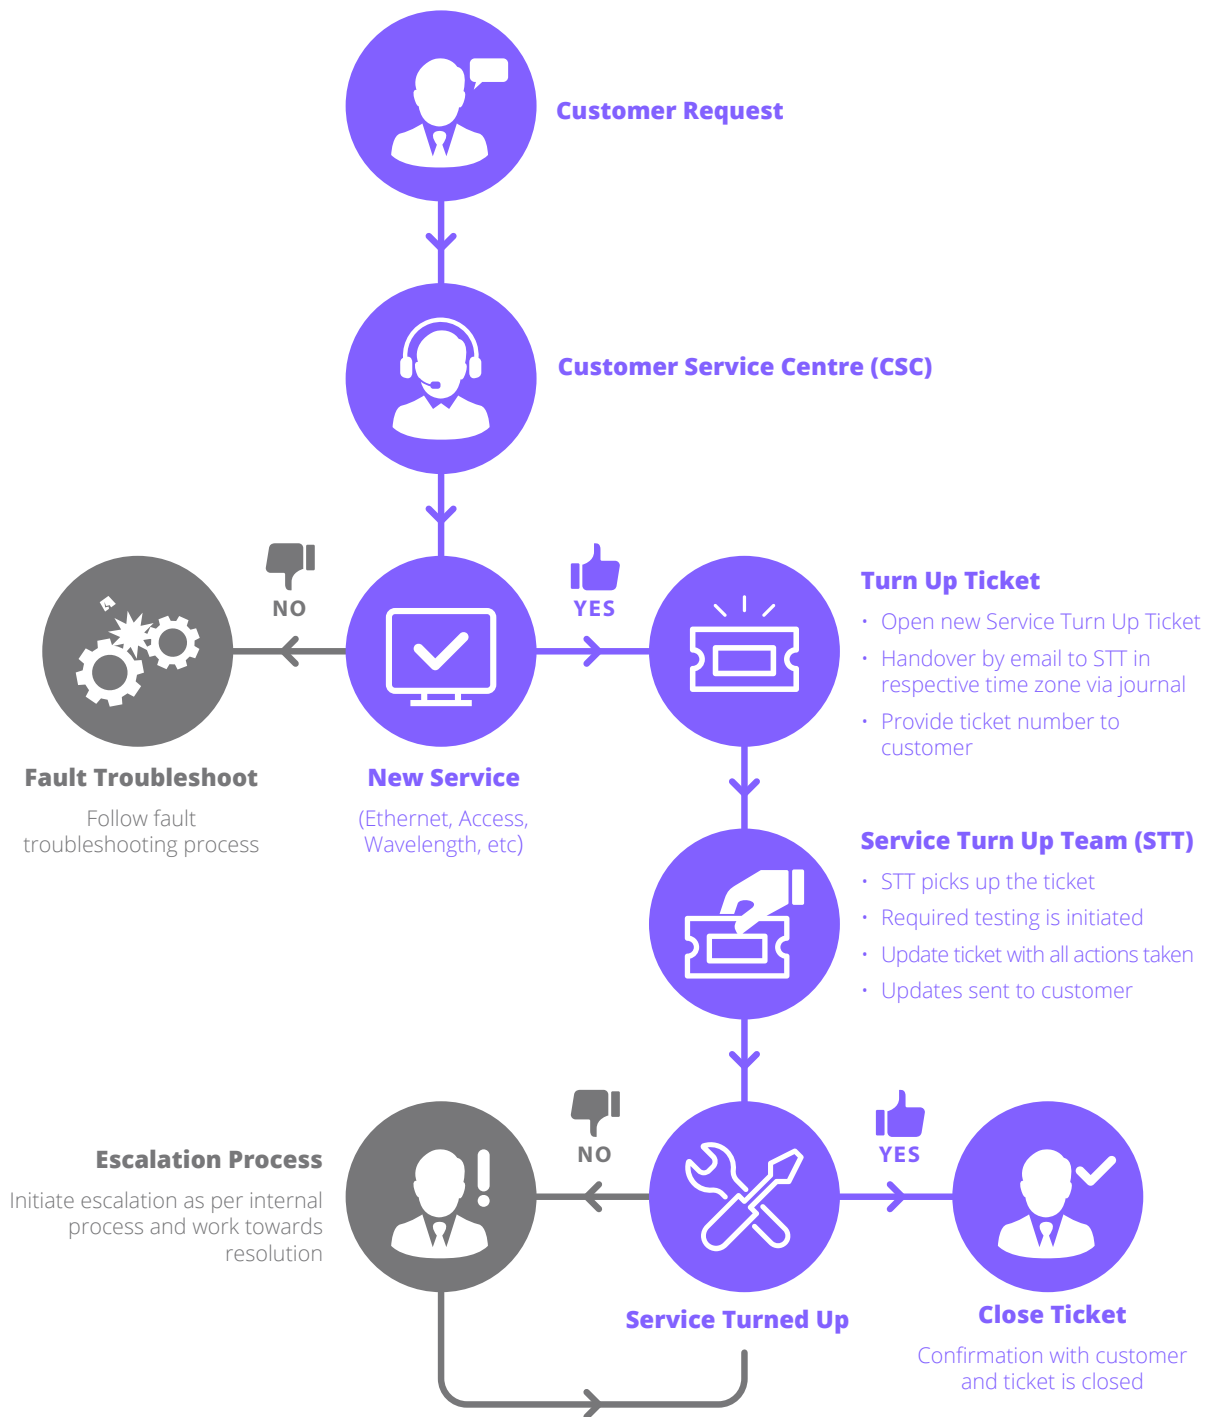 Customer Request
Customer Service Centre (CSC)
NO
YES
Turn Up Ticket
• Open new Service Turn Up Ticket
• Handover by email to STT in
respective time zone via journal
• Provide ticket number to
customer
Fault Troubleshoot
Follow fault
troubleshooting process
New Service
(Ethernet, Access,
Wavelength, etc)
Service Turn Up Team (STT)
• STT picks up the ticket
• Required testing is initiated
• Update ticket with all actions taken
• Updates sent to customer
NO
YES
Escalation Process
Initiate escalation as per internal
process and work towards
resolution
Service Turned Up
Close Ticket
Confirmation with customer
and ticket is closed